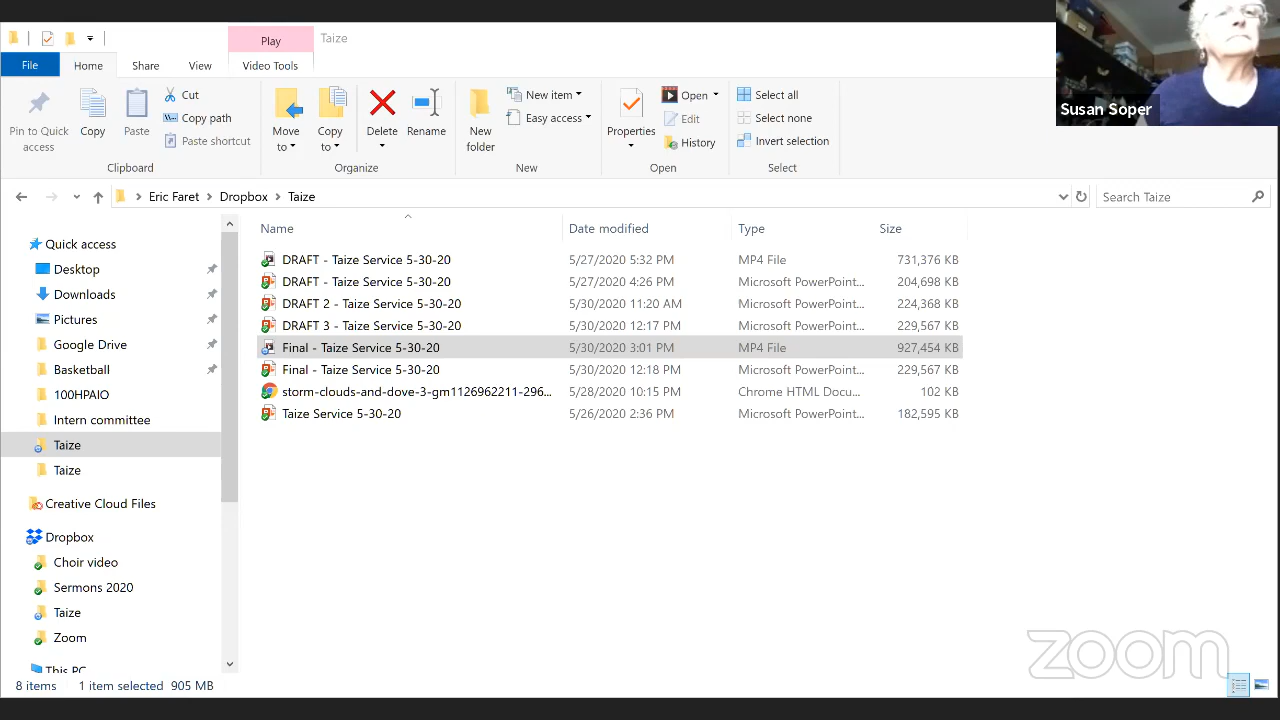 Play
Taize
File
Home
Share
View
Video Tools
Pin to Quick access
Copy
Paste
Cut
Copy path
Paste shortcut
Clipboard
Move to
Copy to
Delete
Rename
Organize
New folder
New item
Easy access
New
Properties
Open
Edit
History
Open
Select all
Select none
Invert selection
Select
Susan Soper
Eric Faret > Dropbox > Taize
Search Taize
Quick access
Desktop
Downloads
Pictures
Google Drive
Basketball
100HPAIO
Intern committee
Taize
Taize
Creative Cloud Files
Dropbox
Choir video
Sermons 2020
Taize
Zoom
This PC
Name Date modified Type Size
DRAFT - Taize Service 5-30-20 5/27/2020 5:32 PM MP4 File 731,376 KB
DRAFT - Taize Service 5-30-20 5/27/2020 4:26 PM Microsoft PowerPoint... 204,698 KB
DRAFT 2 - Taize Service 5-30-20 5/30/2020 11:20 AM Microsoft PowerPoint... 224,368 KB
DRAFT 3 - Taize Service 5-30-20 5/30/2020 12:17 PM Microsoft PowerPoint... 229,567 KB
Final - Taize Service 5-30-20 5/30/2020 3:01 PM MP4 File 927,454 KB
Final - Taize Service 5-30-20 5/30/2020 12:18 PM Microsoft PowerPoint... 229,567 KB
storm-clouds-and-dove-3-gm1126962211-296... 5/28/2020 10:15 PM Chrome HTML Docu... 102 KB
Taize Service 5-30-20 5/26/2020 2:36 PM Microsoft PowerPoint... 182,595 KB
8 items 1 item selected 905 MB
zoom